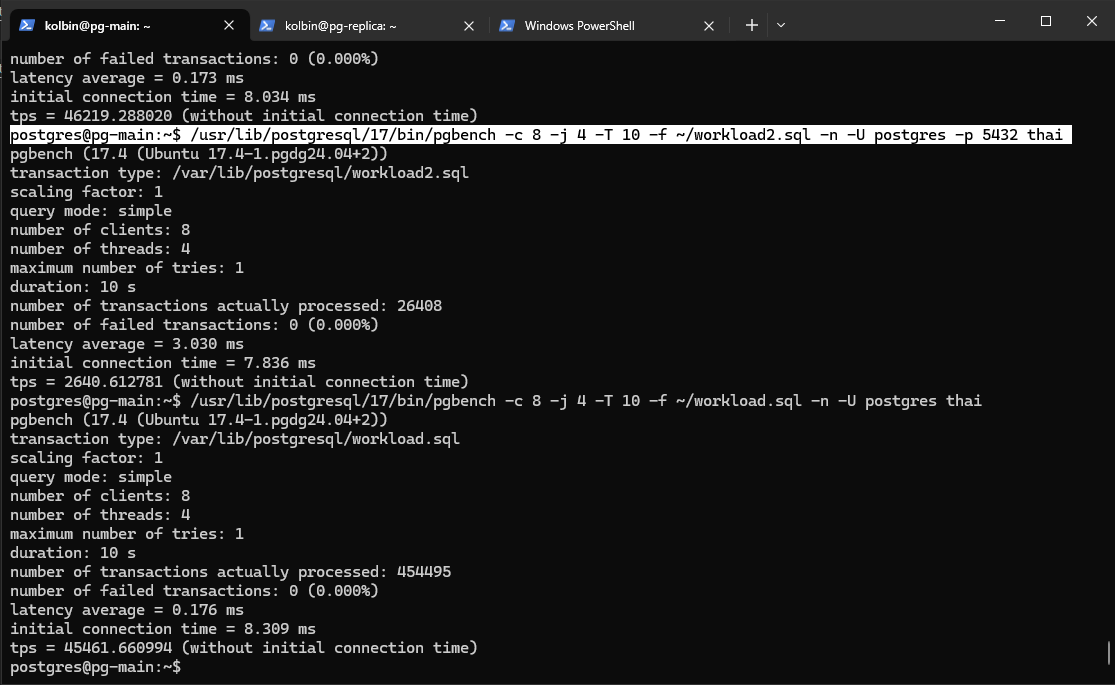 kolbin@pg-main: ~
kolbin@pg-replica: ~
Windows PowerShell
number of failed transactions: 0 (0.000%)
latency average = 0.173 ms
initial connection time = 8.034 ms
tps = 46219.288020 (without initial connection time)
postgres@pg-main:~$ /usr/lib/postgresql/17/bin/pgbench -c 8 -j 4 -T 10 -f ~/workload2.sql -n -U postgres -p 5432 thai
pgbench (17.4 (Ubuntu 17.4-1.pgdg24.04+2))
transaction type: /var/lib/postgresql/workload2.sql
scaling factor: 1
query mode: simple
number of clients: 8
number of threads: 4
maximum number of tries: 1
duration: 10 s
number of transactions actually processed: 26408
number of failed transactions: 0 (0.000%)
latency average = 3.030 ms
initial connection time = 7.836 ms
tps = 2640.612781 (without initial connection time)
postgres@pg-main:~$ /usr/lib/postgresql/17/bin/pgbench -c 8 -j 4 -T 10 -f ~/workload.sql -n -U postgres thai
pgbench (17.4 (Ubuntu 17.4-1.pgdg24.04+2))
transaction type: /var/lib/postgresql/workload.sql
scaling factor: 1
query mode: simple
number of clients: 8
number of threads: 4
maximum number of tries: 1
duration: 10 s
number of transactions actually processed: 454495
number of failed transactions: 0 (0.000%)
latency average = 0.176 ms
initial connection time = 8.309 ms
tps = 45461.660994 (without initial connection time)
postgres@pg-main:~$